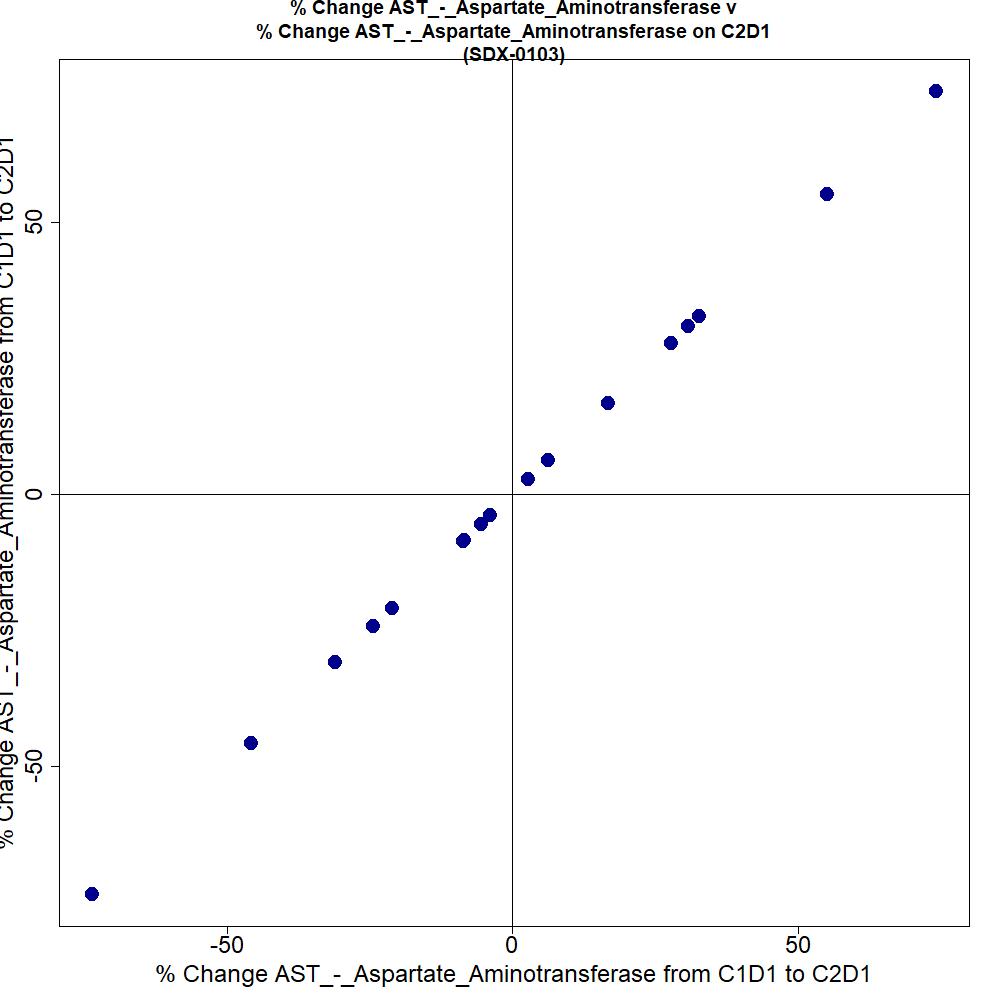 % Change AST_-_Aspartate_Aminotransferase v
% Change AST_-_Aspartate_Aminotransferase on C2D1
(SDX-0103)
% Change AST_-_Aspartate_Aminotransferase from C1D1 to C2D1
50
0
-50
-50
0
50
% Change AST_-_Aspartate_Aminotransferase from C1D1 to C2D1